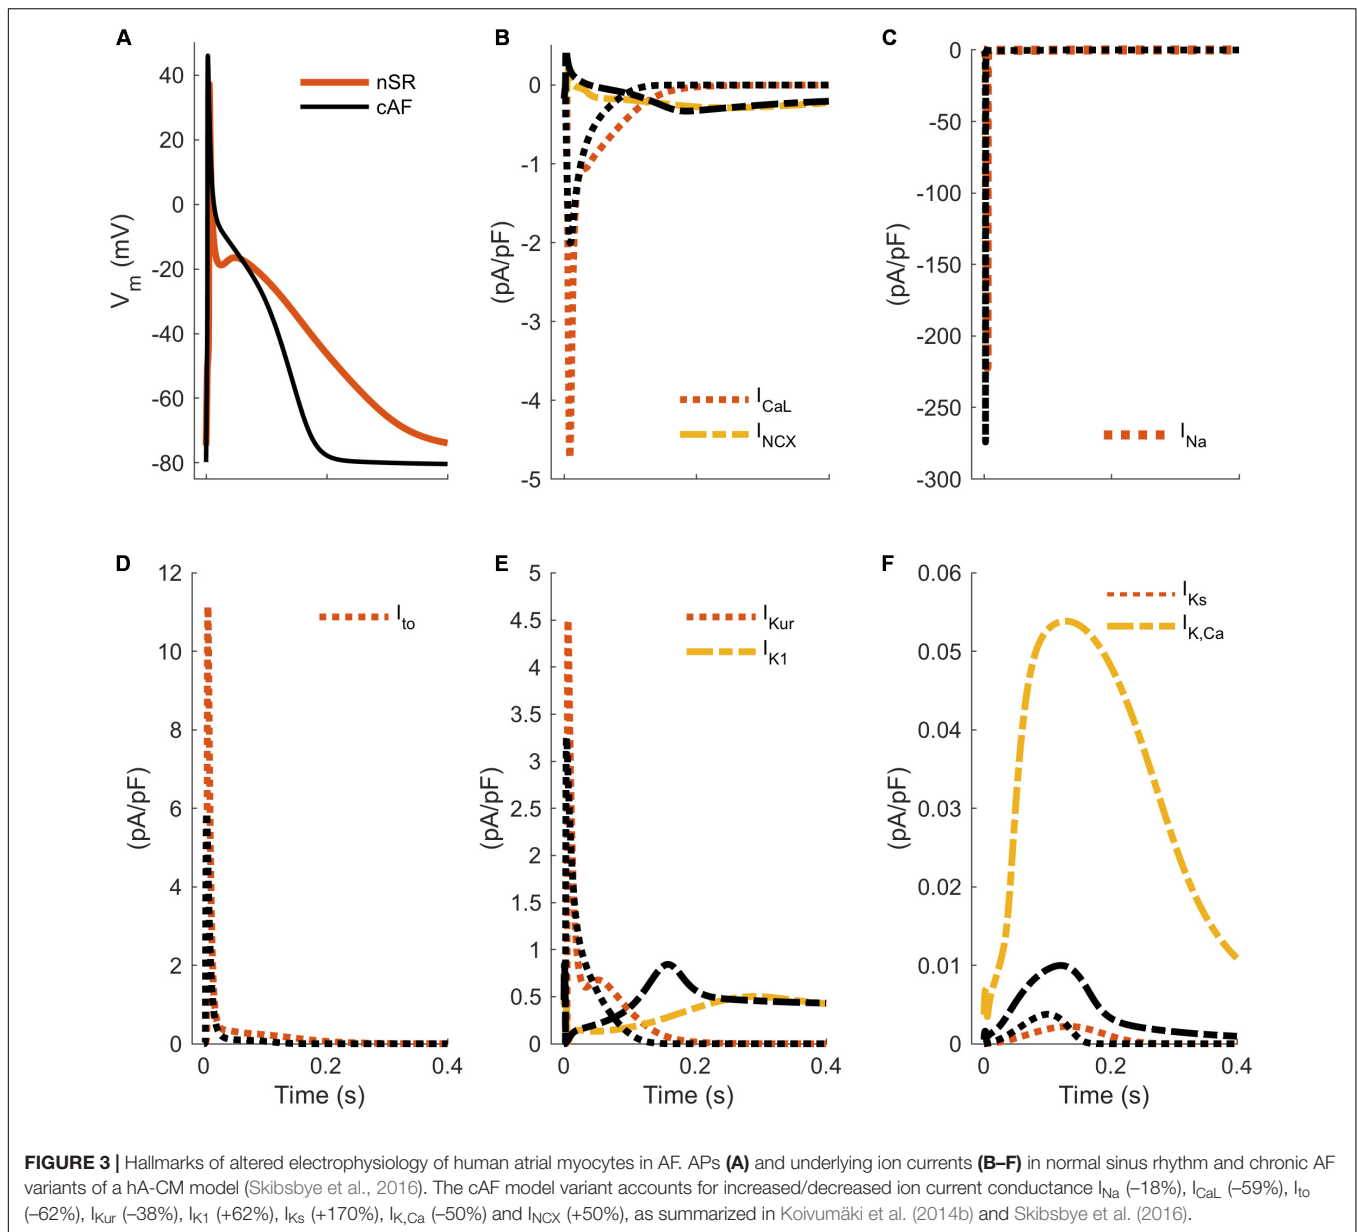 A
nSR
cAF
40
20
0
-20
-40
-60
-80
Vm (mV)
B
0
-1
-2
-3
-4
-5
(pA/pF)
ICaL
INCX
C
0
-50
-100
-150
-200
-250
-300
(pA/pF)
INa
D
12
10
8
6
4
2
0
(pA/pF)
Ito
0 0.2 0.4
Time (s)
E
5
4.5
4
3.5
3
2.5
2
1.5
1
0.5
0
(pA/pF)
IKur
IK1
0 0.2 0.4
Time (s)
F
0.06
0.05
0.04
0.03
0.02
0.01
0
(pA/pF)
IKs
IK,Ca
0 0.2 0.4
Time (s)
FIGURE 3 | Hallmarks of altered electrophysiology of human atrial myocytes in AF. APs (A) and underlying ion currents (B–F) in normal sinus rhythm and chronic AF
variants of a hA-CM model (Skibsbye et al., 2016). The cAF model variant accounts for increased/decreased ion current conductance INa (–18%), ICaL (–59%), Ito
(–62%), IKur (–38%), IK1 (+62%), IKs (+170%), IK,Ca (–50%) and INCX (+50%), as summarized in Koivumäki et al. (2014b) and Skibsbye et al. (2016).